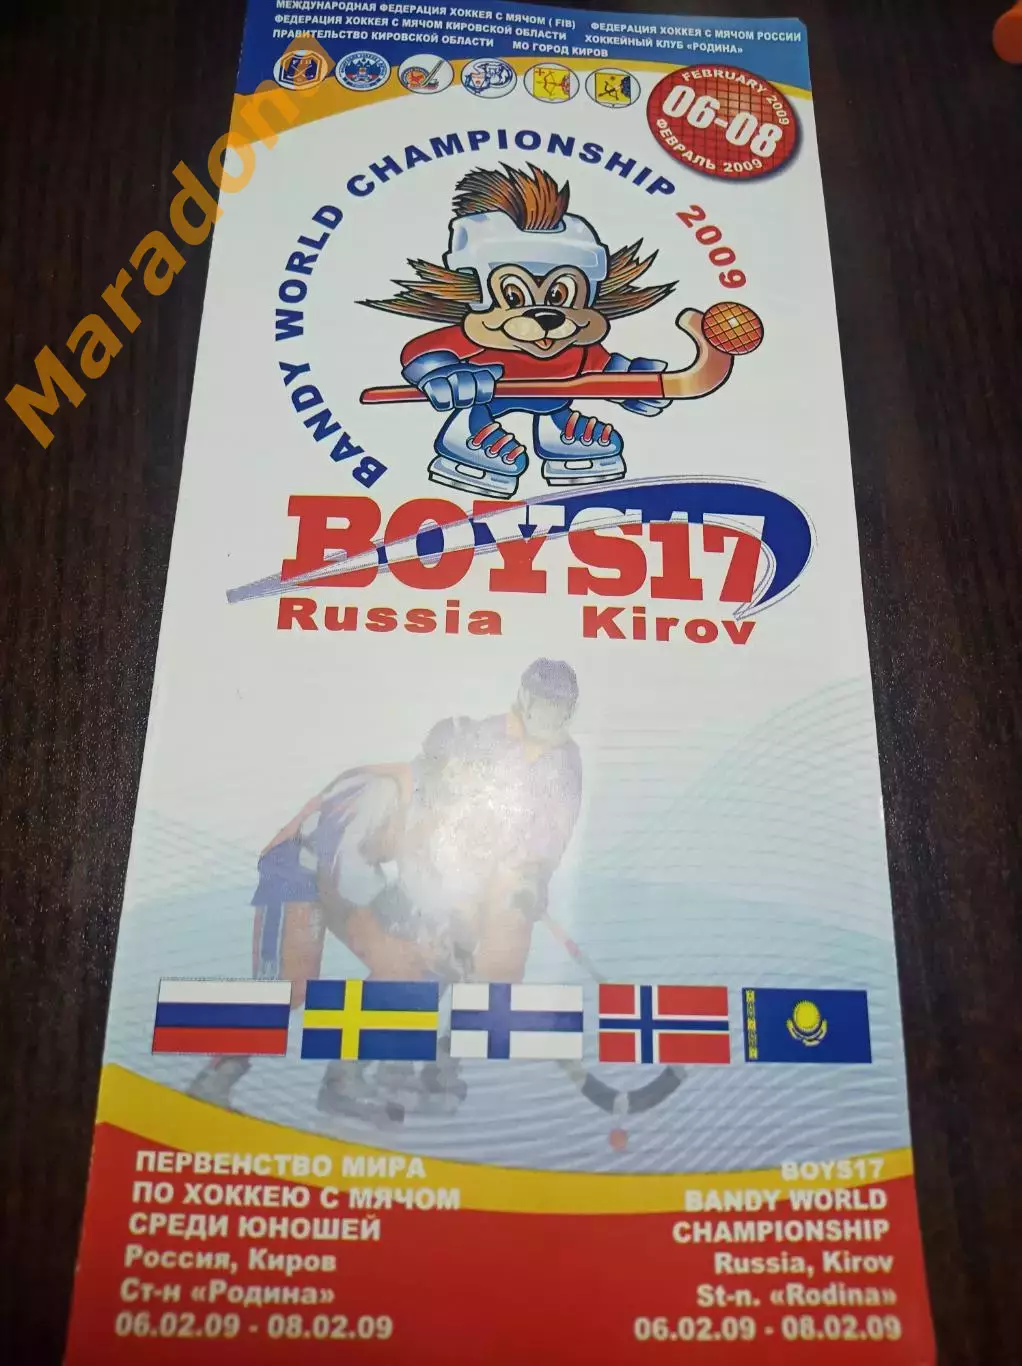 МЕЖДУНАРОДНАЯ ФЕДЕРАЦИЯ ХОККЕЯ С МЯЧОМ ( FIB) ФЕДЕРАЦИЯ ХОККЕЯ С МЯЧОМ РОССИИ
ФЕДЕРАЦИЯ ХОККЕЯ С МЯЧОМ КИРОВСКОЙ ОБЛАСТИ ХОККЕЙНЫЙ КЛУБ «РОДИНА»
ПРАВИТЕЛЬСТВО КИРОВСКОЙ ОБЛАСТИ МО ГОРОД КИРОВ
FEBRUARY 2009
06-08
ФЕВРАЛЬ 2009
BANDY WORLD CHAMPIONSHIP 2009
Maradona
BOYS17
Russia Kirov
ПЕРВЕНСТВО МИРА
ПО ХОККЕЮ С МЯЧОМ
СРЕДИ ЮНОШЕЙ
Россия, Киров
Ст-н «Родина»
06.02.09 - 08.02.09
BOYS17
BANDY WORLD
CHAMPIONSHIP
Russia, Kirov
St-n. «Rodina»
06.02.09 - 08.02.09